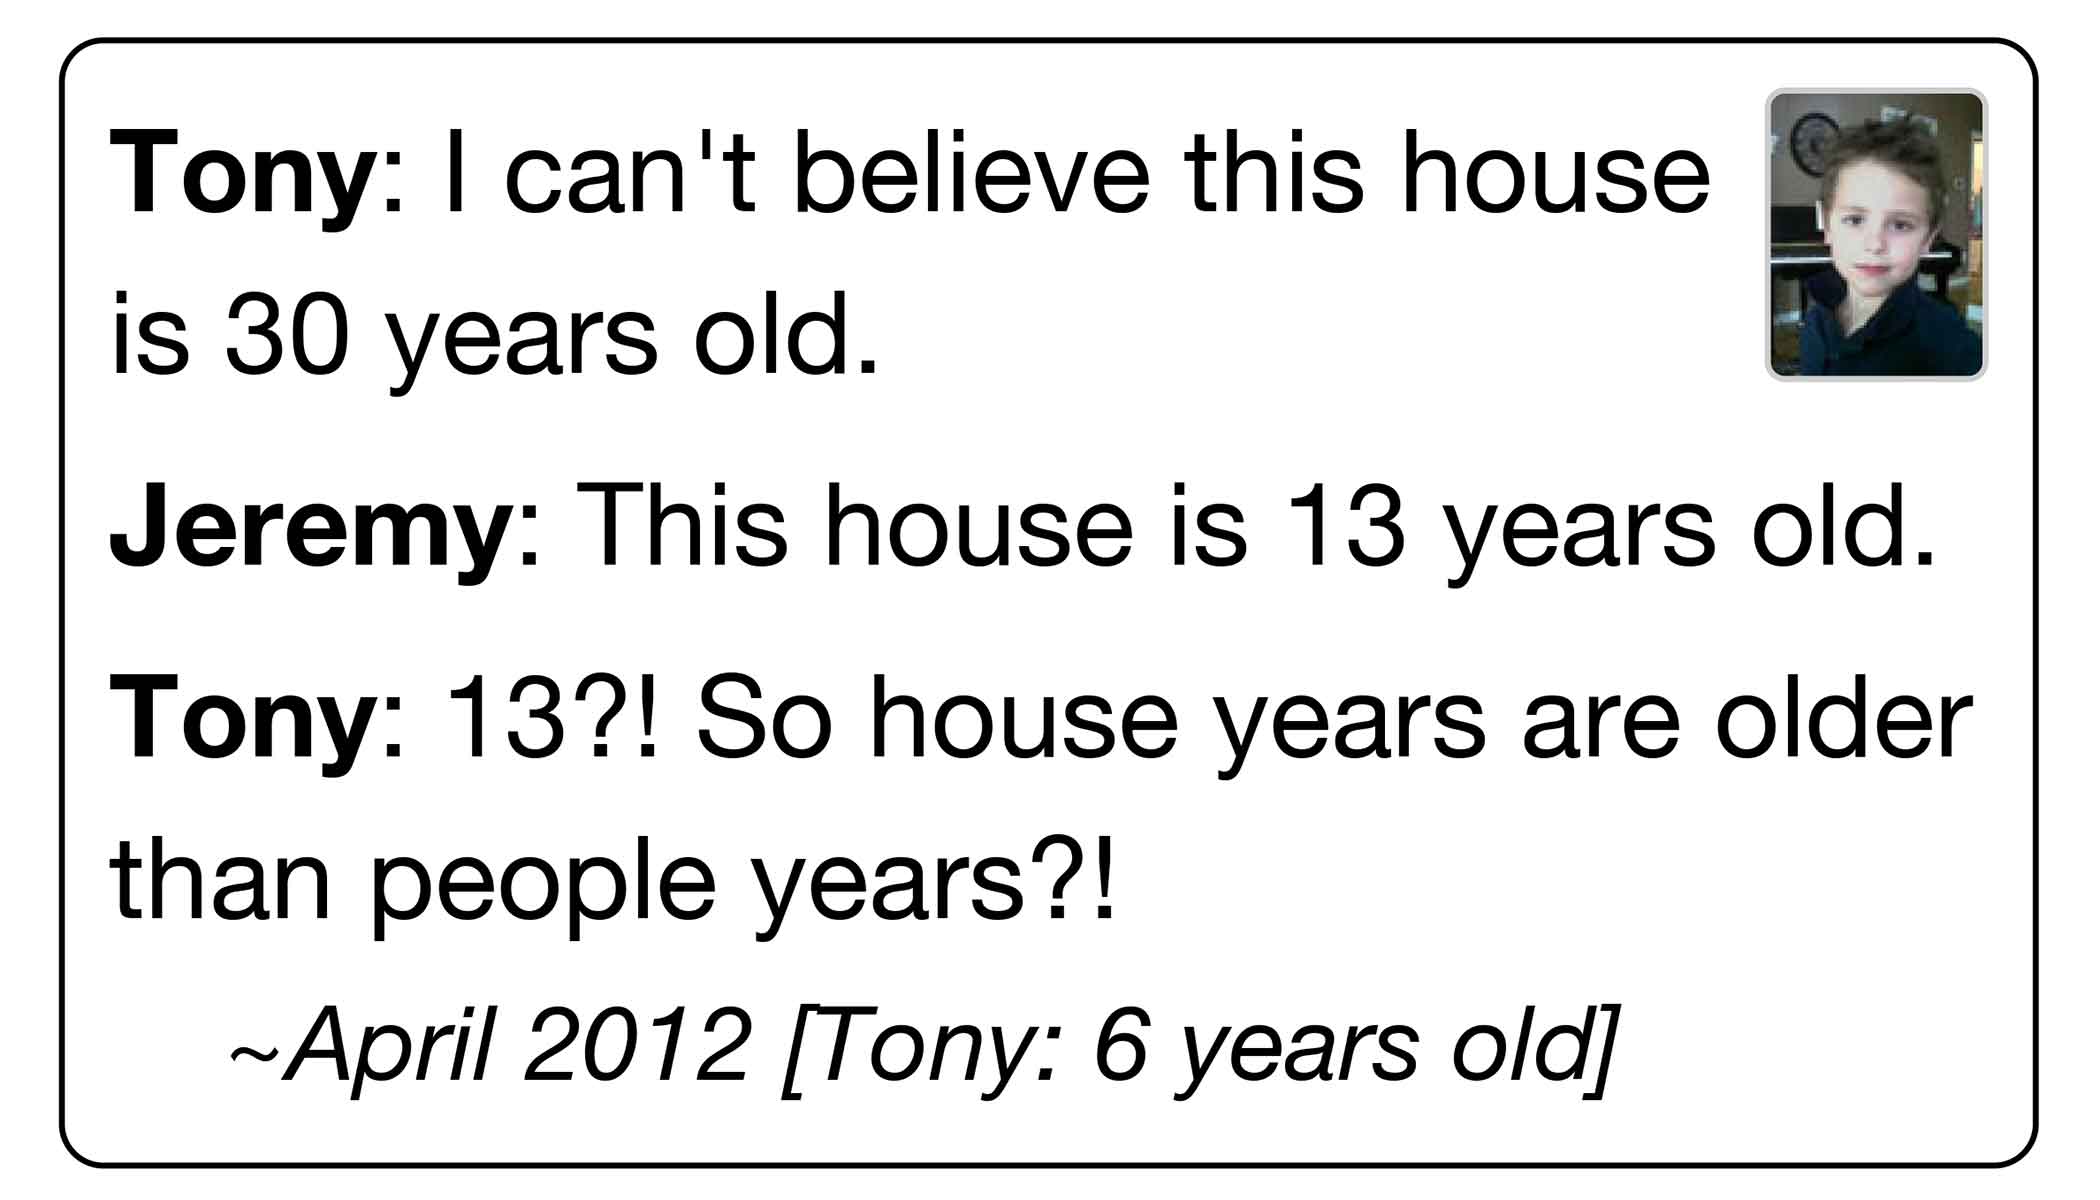 Tony: I can't believe this house
is 30 years old.
Jeremy: This house is 13 years old.
Tony: 13?! So house years are older
than people years?!
~April 2012 [Tony: 6 years old]